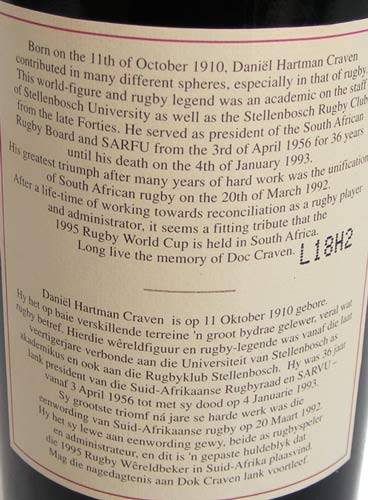 Born on the 11th of October 1910, Daniël Hartman Craven
contributed in many different spheres, especially in that of rugby.
This world-figure and rugby legend was an academic on the staff
of Stellenbosch University as well as the Stellenbosch Rugby Club
from the late Forties. He served as president of the South African
Rugby Board and SARFU from the 3rd of April 1956 for 36 years
until his death on the 4th of January 1993.
His greatest triumph after many years of hard work was the unification
of South African rugby on the 20th of March 1992.
After a life-time of working towards reconciliation as a rugby player
and administrator, it seems a fitting tribute that the
1995 Rugby World Cup is held in South Africa.
Long live the memory of Doc Craven.
L18H2
Daniël Hartman Craven is op 11 Oktober 1910 gebore.
Hy het op baie verskillende terreine 'n groot bydrae gelewer, veral wat
rugby betref. Hierdie wêreldfiguur en rugby-legende was vanaf die laat
veertigerjare verbonde aan die Universiteit van Stellenbosch as
akademikus en ook aan die Rugbyklub Stellenbosch. Hy was 36 jaar
lank president van die Suid-Afrikaanse Rugbyraad en SARVU -
vanaf 3 April 1956 tot met sy dood op 4 Januarie 1993.
Sy grootste triomf ná jare se harde werk was die
eenwording van Suid-Afrikaanse rugby op 20 Maart 1992.
Hy het sy lewe aan eenwording gewy, beide as rugbyspeler
en administrateur, en dit is 'n gepaste huldeblyk dat
die 1995 Rugby Wêreldbeker in Suid-Afrika plaasvind.
Mag die nagedagtenis aan Dok Craven lank voortleef.